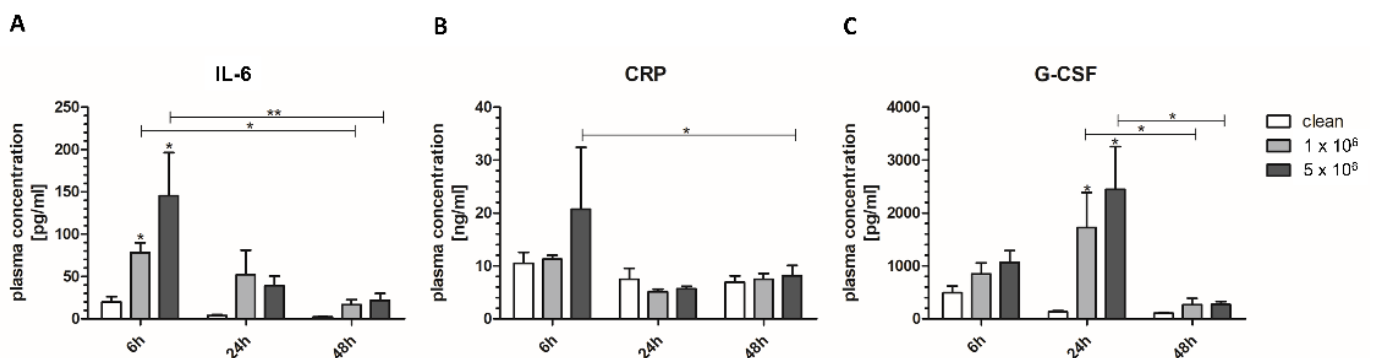 A
IL-6
plasma concentration
[pg/ml]
250
200
150
100
50
0
**
*
*
*
6h
24h
48h
B
CRP
plasma concentration
[ng/ml]
40
30
20
10
0
*
6h
24h
48h
C
G-CSF
plasma concentration
[pg/ml]
4000
3000
2000
1000
0
*
*
*
*
6h
24h
48h
clean
1 x 10⁶
5 x 10⁶